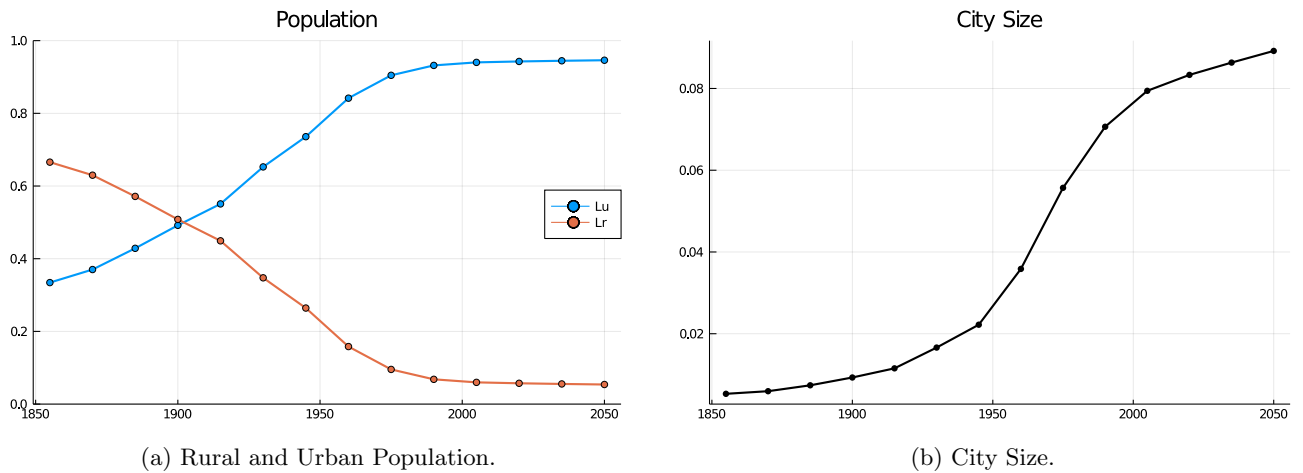 Population
1.0
0.8
0.6
0.4
0.2
0.0
1850 1900 1950 2000 2050
Lu
Lr
(a) Rural and Urban Population.
City Size
0.08
0.06
0.04
0.02
1850 1900 1950 2000 2050
(b) City Size.